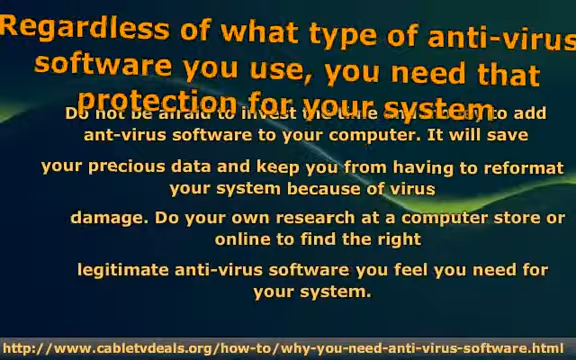 Regardless of what type of anti-virus
software you use, you need that
protection for your system
Do not be afraid to invest the time and money to add
ant-virus software to your computer. It will save
your precious data and keep you from having to reformat
your system because of virus
damage. Do your own research at a computer store or
online to find the right
legitimate anti-virus software you feel you need for
your system.
http://www.cabletvdeals.org/how-to/why-you-need-anti-virus-software.html